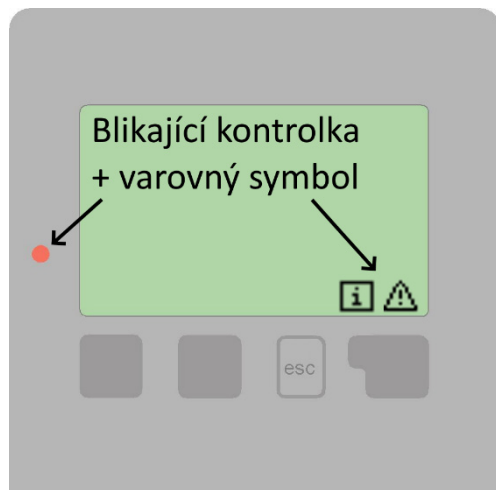 Blikající kontrolka
+ varovný symbol
i
esc